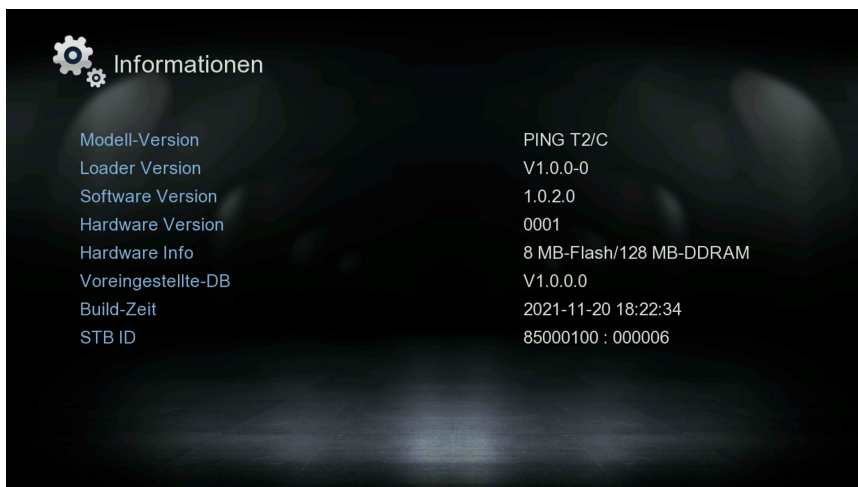 Informationen
Modell-Version PING T2/C
Loader Version V1.0.0-0
Software Version 1.0.2.0
Hardware Version 0001
Hardware Info 8 MB-Flash/128 MB-DDRAM
Voreingestellte-DB V1.0.0.0
Build-Zeit 2021-11-20 18:22:34
STB ID 85000100 : 000006